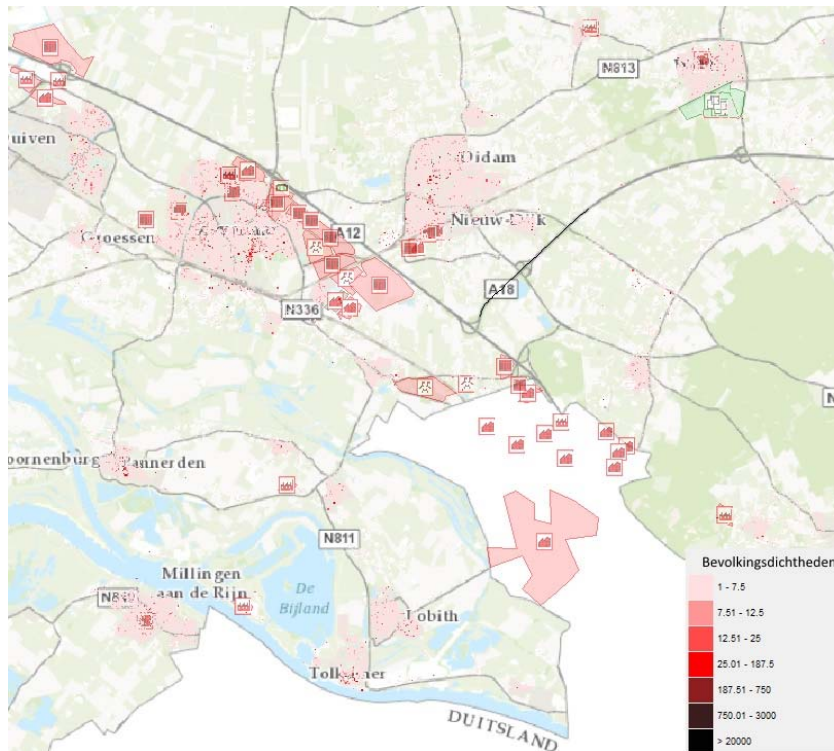 N813
Duiven
Didam
Nieuw-Dijk
A12
Groessen
A18
N336
Pannerden
N811
Millingen
aan de Rijn
De
Bijland
Lobith
Tolkamer
DUITSLAND
Bevolkingsdichtheden
1 - 7.5
7.51 - 12.5
12.51 - 25
25.01 - 187.5
187.51 - 750
750.01 - 3000
> 20000